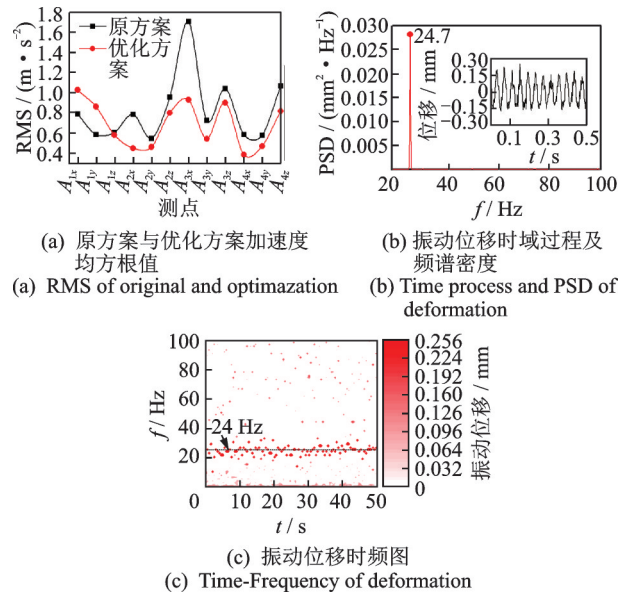 原方案
优化方案
RMS / (m • s⁻²)
1.8
1.6
1.4
1.2
1.0
0.8
0.6
0.4
A1x A1y A1z A2x A2y A2z A3x A3y A3z A4x A4y A4z
测点
(a) 原方案与优化方案加速度
均方根值
(a) RMS of original and optimazation
PSD / (mm² • Hz⁻¹)
0.030
0.025
0.020
0.015
0.010
0.005
24.7
位移 / mm
0.30
0.15
0
−0.15
−0.30
0 0.1 0.3 0.5
t / s
20 40 60 80 100
f / Hz
(b) 振动位移时域过程及
频谱密度
(b) Time process and PSD of
deformation
f / Hz
100
80
60
40
20
24 Hz
0 10 20 30 40 50
t / s
0.256
0.224
0.192
0.160
0.128
0.096
0.064
0.032
0
振动位移 / mm
(c) 振动位移时频图
(c) Time-Frequency of deformation